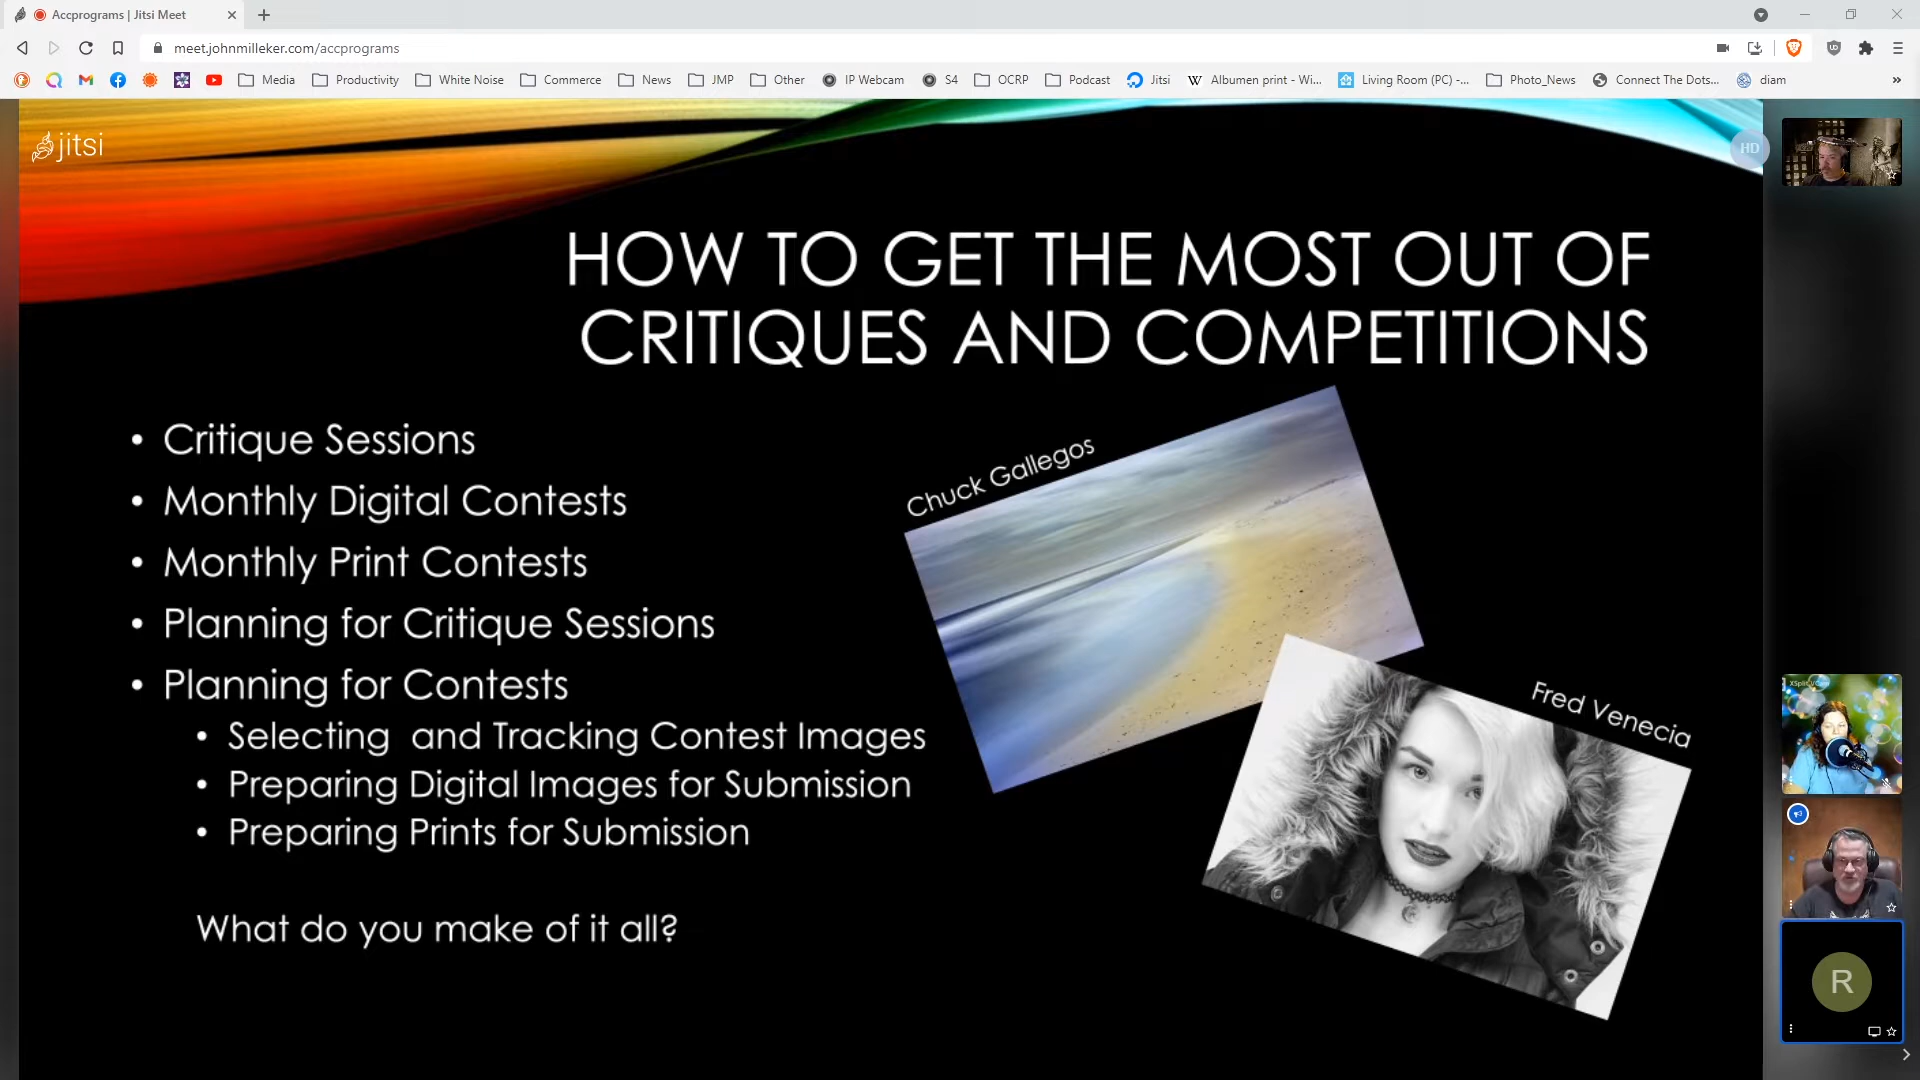 Accprograms | Jitsi Meet
meet.johnmilleker.com/accprograms
Media Productivity White Noise Commerce News JMP Other IP Webcam S4 OCRP Podcast Jitsi W Albumen print - Wi... Living Room (PC) -... Photo_News Connect The Dots... diam »
jitsi
HD
HOW TO GET THE MOST OUT OF
CRITIQUES AND COMPETITIONS
• Critique Sessions
• Monthly Digital Contests
• Monthly Print Contests
• Planning for Critique Sessions
• Planning for Contests
• Selecting and Tracking Contest Images
• Preparing Digital Images for Submission
• Preparing Prints for Submission
What do you make of it all?
Chuck Gallegos
Fred Venecia
R